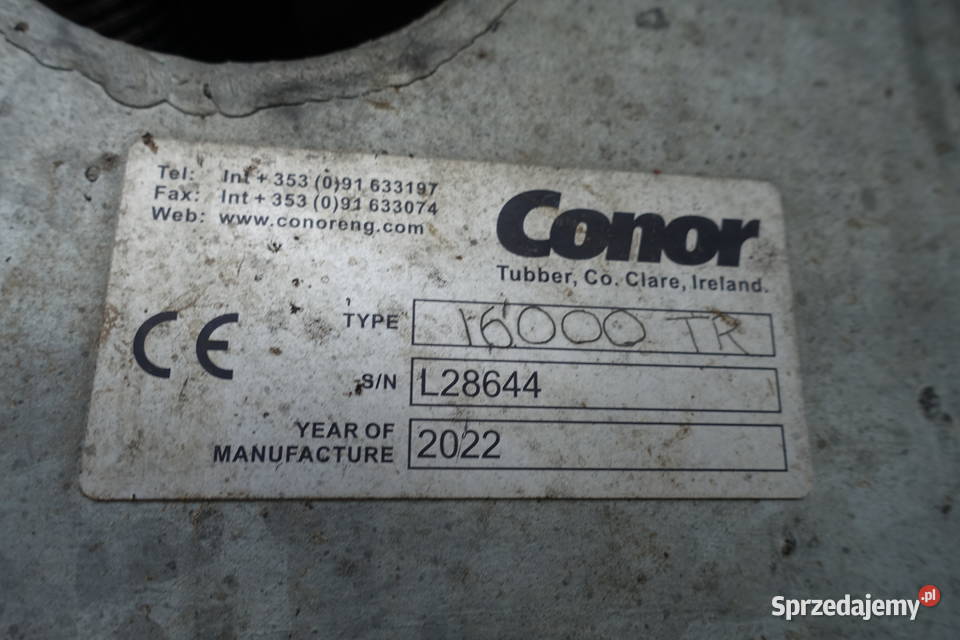 Tel: Int + 353 (0)91 633197
Fax: Int + 353 (0)91 633074
Web: www.conoreng.com
Conor
Tubber, Co. Clare, Ireland.
CE
TYPE 16000 TR
S/N L28644
YEAR OF MANUFACTURE 2022
Sprzedajemy.pl